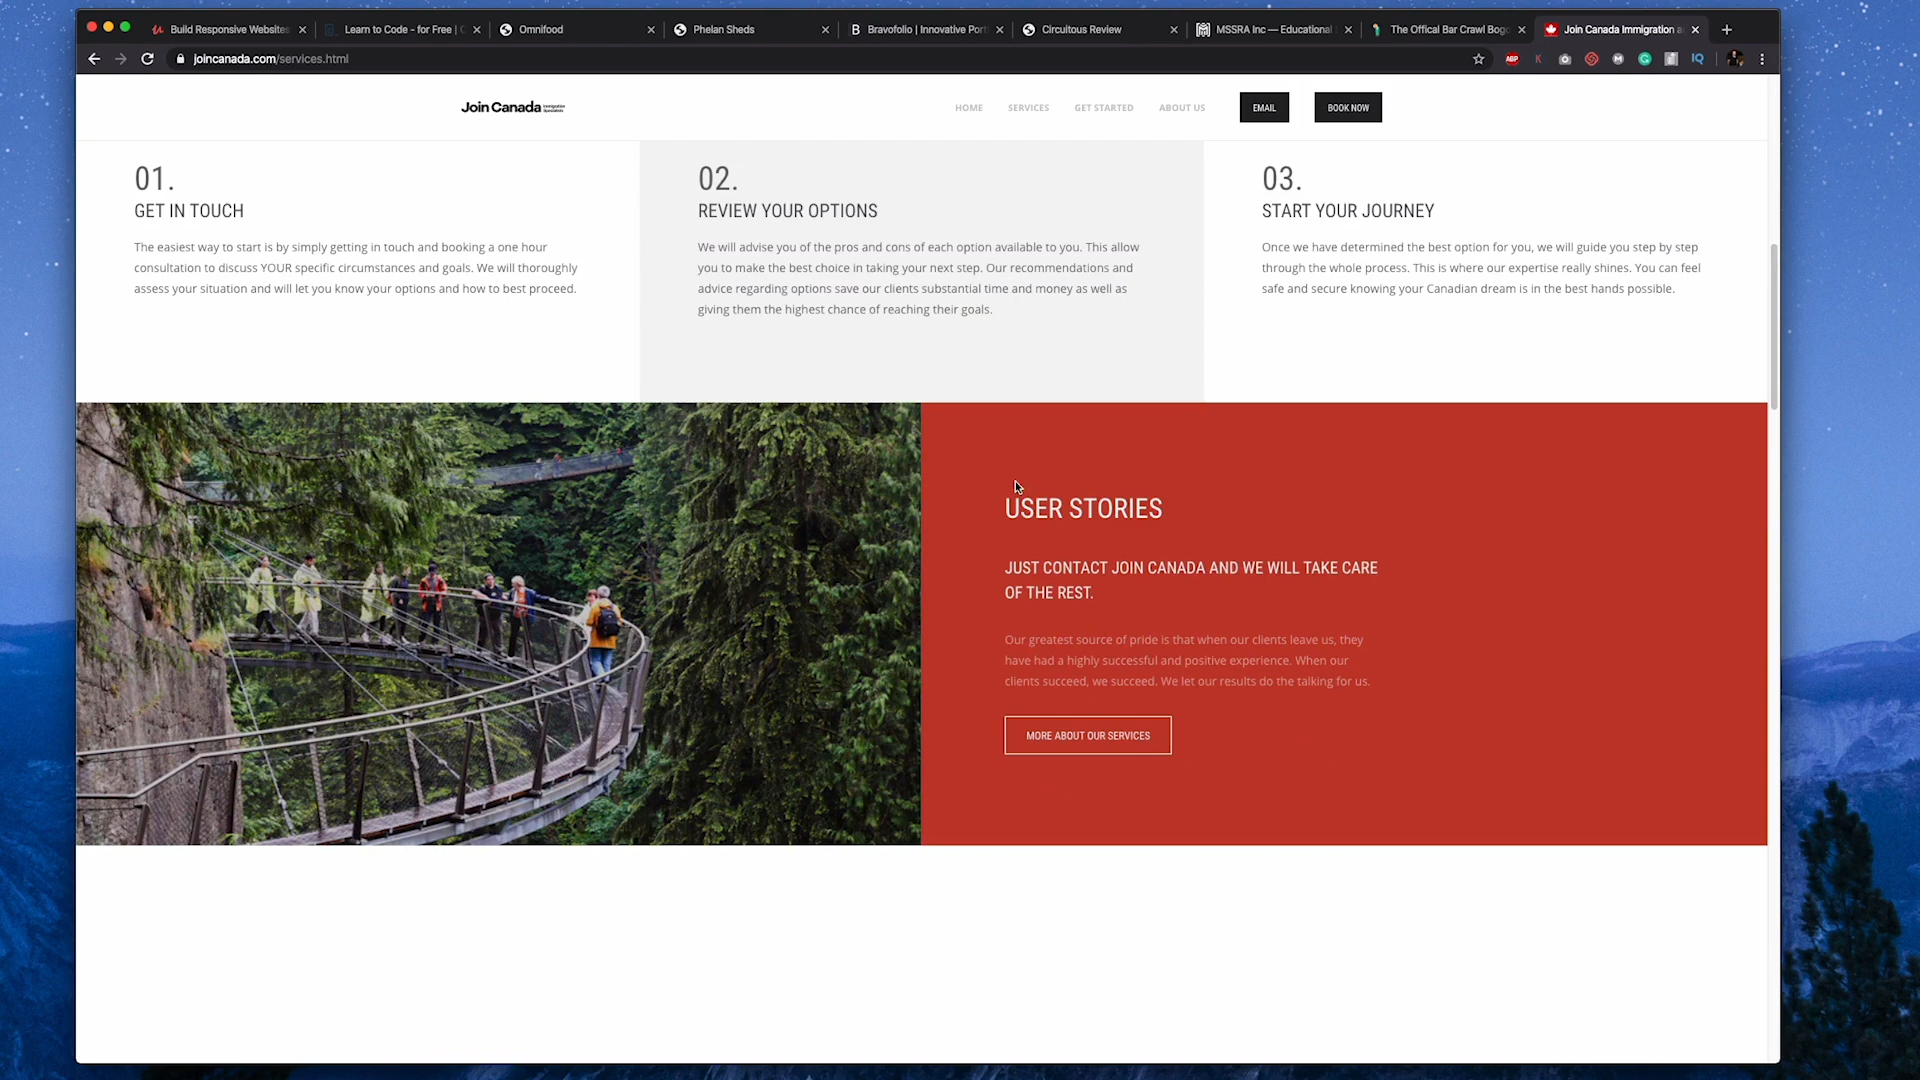 Build Responsive Websites
Learn to Code - for Free |
Omnifood
Phelan Sheds
Bravofolio | Innovative Port
Circuitous Review
MSSRA Inc — Educational
The Offical Bar Crawl Bogo
Join Canada Immigration a
joincanada.com/services.html
ABP
IQ
Join Canada Immigration
Specialists
HOME
SERVICES
GET STARTED
ABOUT US
EMAIL
BOOK NOW
01.
GET IN TOUCH
The easiest way to start is by simply getting in touch and booking a one hour
consultation to discuss YOUR specific circumstances and goals. We will thoroughly
assess your situation and will let you know your options and how to best proceed.
02.
REVIEW YOUR OPTIONS
We will advise you of the pros and cons of each option available to you. This allow
you to make the best choice in taking your next step. Our recommendations and
advice regarding options save our clients substantial time and money as well as
giving them the highest chance of reaching their goals.
03.
START YOUR JOURNEY
Once we have determined the best option for you, we will guide you step by step
through the whole process. This is where our expertise really shines. You can feel
safe and secure knowing your Canadian dream is in the best hands possible.
USER STORIES
JUST CONTACT JOIN CANADA AND WE WILL TAKE CARE
OF THE REST.
Our greatest source of pride is that when our clients leave us, they
have had a highly successful and positive experience. When our
clients succeed, we succeed. We let our results do the talking for us.
MORE ABOUT OUR SERVICES